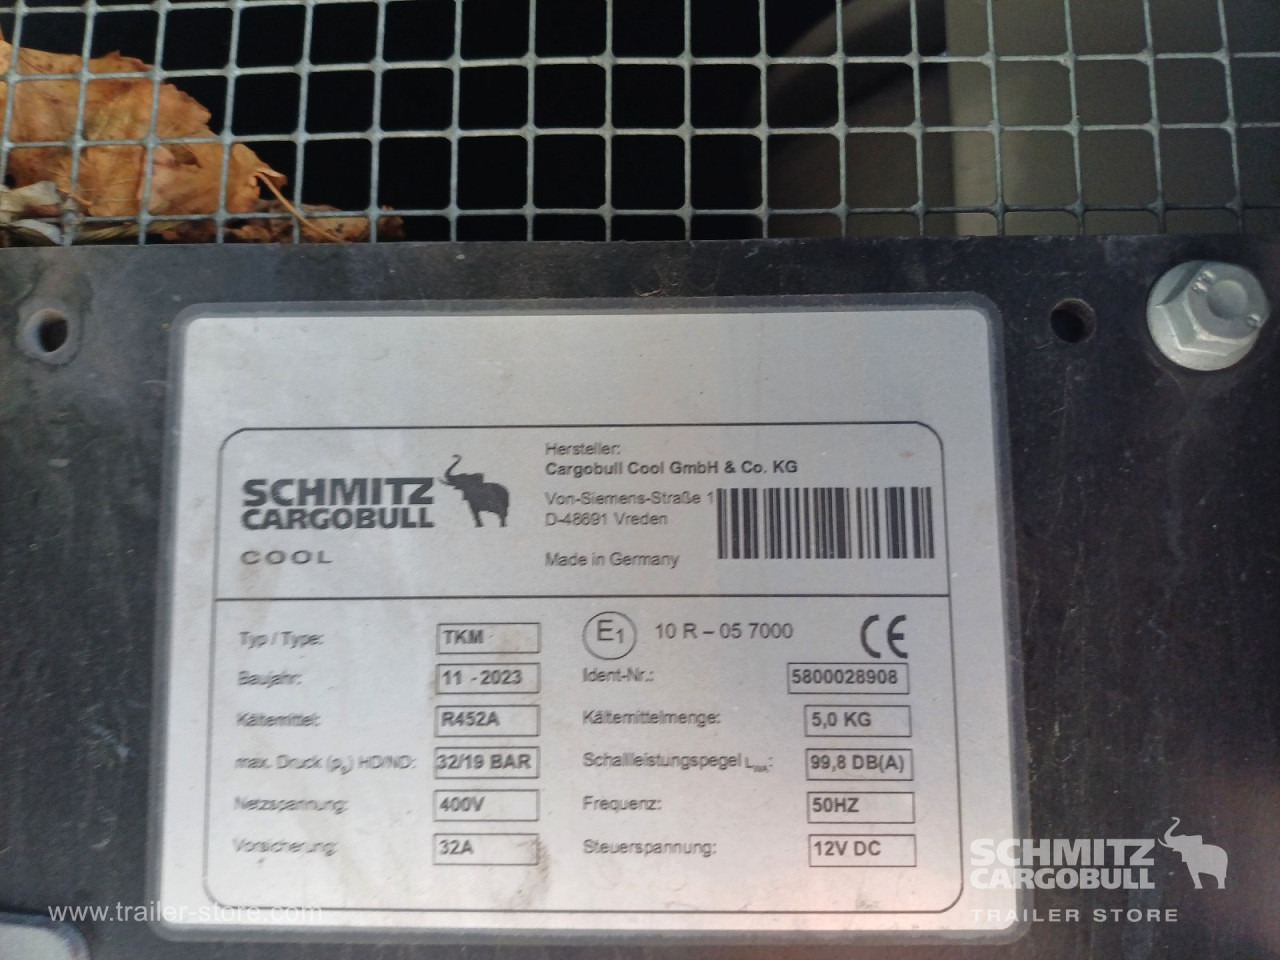 SCHMITZ
CARGOBULL
COOL
Hersteller:
Cargobull Cool GmbH & Co. KG
Von-Siemens-Straße 1
D-48691 Vreden
Made in Germany
Typ / Type: TKM E1 10 R – 05 7000 CE
Baujahr: 11 - 2023 Ident-Nr.: 5800028908
Kältemittel: R452A Kältemittelmenge: 5,0 KG
max. Druck (ps) HD/ND: 32/19 BAR Schallleistungspegel LWA: 99,8 DB(A)
Netzspannung: 400V Frequenz: 50HZ
Vorsicherung: 32A Steuerspannung: 12V DC
SCHMITZ
CARGOBULL
TRAILER STORE
www.trailer-store.com